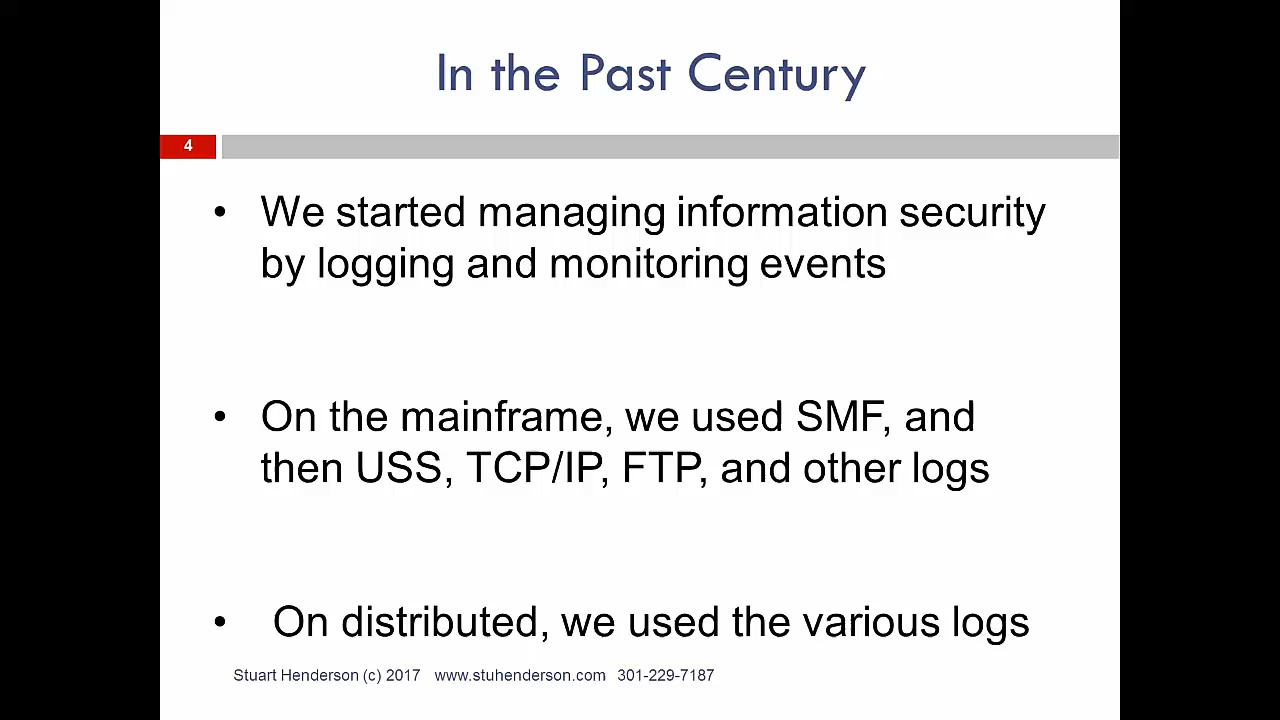 In the Past Century
4
• We started managing information security
by logging and monitoring events
• On the mainframe, we used SMF, and
then USS, TCP/IP, FTP, and other logs
• On distributed, we used the various logs
Stuart Henderson (c) 2017 www.stuhenderson.com 301-229-7187